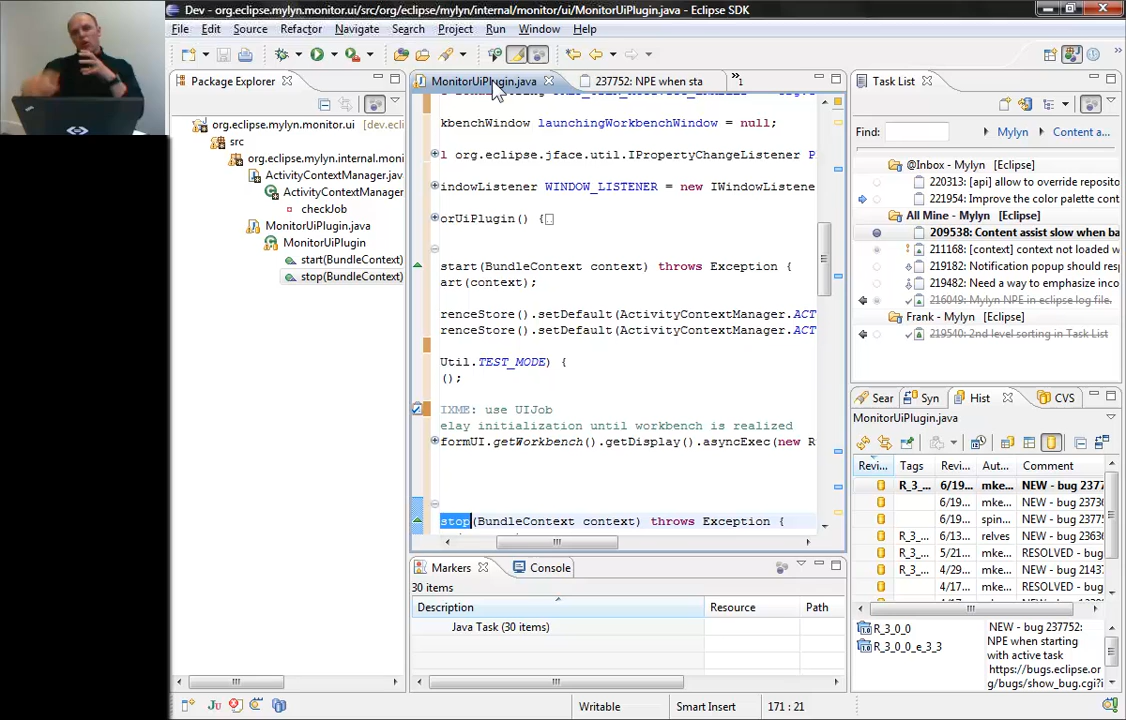 Dev - org.eclipse.mylyn.monitor.ui/src/org/eclipse/mylyn/internal/monitor/ui/MonitorUiPlugin.java - Eclipse SDK
File Edit Source Refactor Navigate Search Project Run Window Help
Package Explorer
org.eclipse.mylyn.monitor.ui [dev.ecli
src
org.eclipse.mylyn.internal.moni
ActivityContextManager.java
ActivityContextManager
checkJob
MonitorUiPlugin.java
MonitorUiPlugin
start(BundleContext)
stop(BundleContext)
MonitorUiPlugin.java
237752: NPE when sta
»1
kbenchWindow launchingWorkbenchWindow = null;
l org.eclipse.jface.util.IPropertyChangeListener P
indowListener WINDOW_LISTENER = new IWindowListene
orUiPlugin() {
start(BundleContext context) throws Exception {
art(context);
renceStore().setDefault(ActivityContextManager.ACT
renceStore().setDefault(ActivityContextManager.ACT
Util.TEST_MODE) {
();
IXME: use UIJob
elay initialization until workbench is realized
formUI.getWorkbench().getDisplay().asyncExec(new R
stop(BundleContext context) throws Exception {
Markers
Console
30 items
Description Resource Path
Java Task (30 items)
Task List
Find:
Mylyn
Content a...
@Inbox - Mylyn [Eclipse]
220313: [api] allow to override reposito
221954: Improve the color palette cont
All Mine - Mylyn [Eclipse]
209538: Content assist slow when ba
211168: [context] context not loaded w
219182: Notification popup should resp
219482: Need a way to emphasize incor
216049: Mylyn NPE in eclipse log file.
Frank - Mylyn [Eclipse]
219540: 2nd level sorting in Task List
Sear
Syn
Hist
CVS
MonitorUiPlugin.java
Revi... Tags Revi... Aut... Comment
R_3_... 6/19... mke... NEW - bug 2377
6/19... mke... NEW - bug 23773
6/19... spin... NEW - bug 23775
R_3_... 6/13... relves NEW - bug 23636
R_3_... 5/21... mke... RESOLVED - bug
R_3_... 4/29... mke... NEW - bug 21437
4/17... mke... RESOLVED - bug
R_3_0_0
R_3_0_0_e_3_3
NEW - bug 237752:
NPE when starting
with active task
https://bugs.eclipse.or
g/bugs/show_bug.cgi?i
Writable
Smart Insert
171 : 21